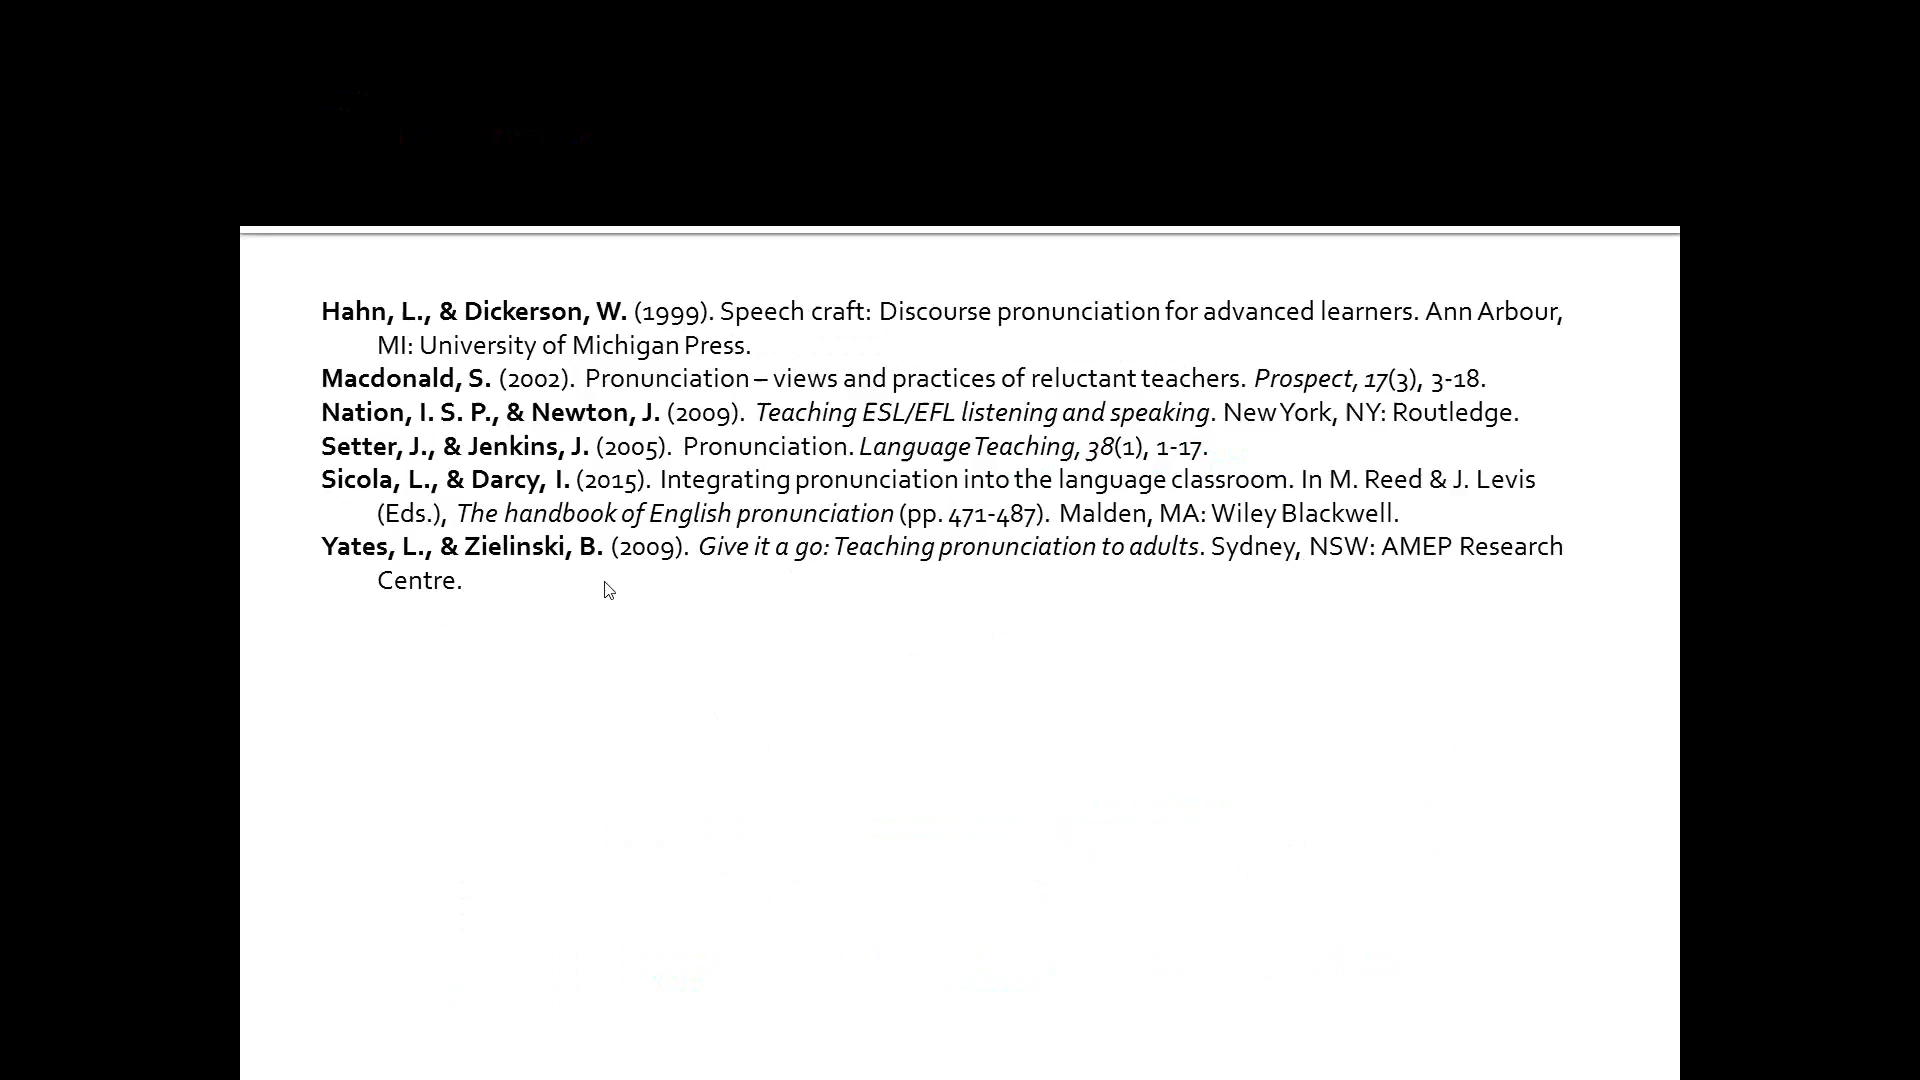 Hahn, L., & Dickerson, W. (1999). Speech craft: Discourse pronunciation for advanced learners. Ann Arbour,
MI: University of Michigan Press.
Macdonald, S. (2002). Pronunciation – views and practices of reluctant teachers. Prospect, 17(3), 3-18.
Nation, I. S. P., & Newton, J. (2009). Teaching ESL/EFL listening and speaking. New York, NY: Routledge.
Setter, J., & Jenkins, J. (2005). Pronunciation. Language Teaching, 38(1), 1-17.
Sicola, L., & Darcy, I. (2015). Integrating pronunciation into the language classroom. In M. Reed & J. Levis
(Eds.), The handbook of English pronunciation (pp. 471-487). Malden, MA: Wiley Blackwell.
Yates, L., & Zielinski, B. (2009). Give it a go: Teaching pronunciation to adults. Sydney, NSW: AMEP Research
Centre.